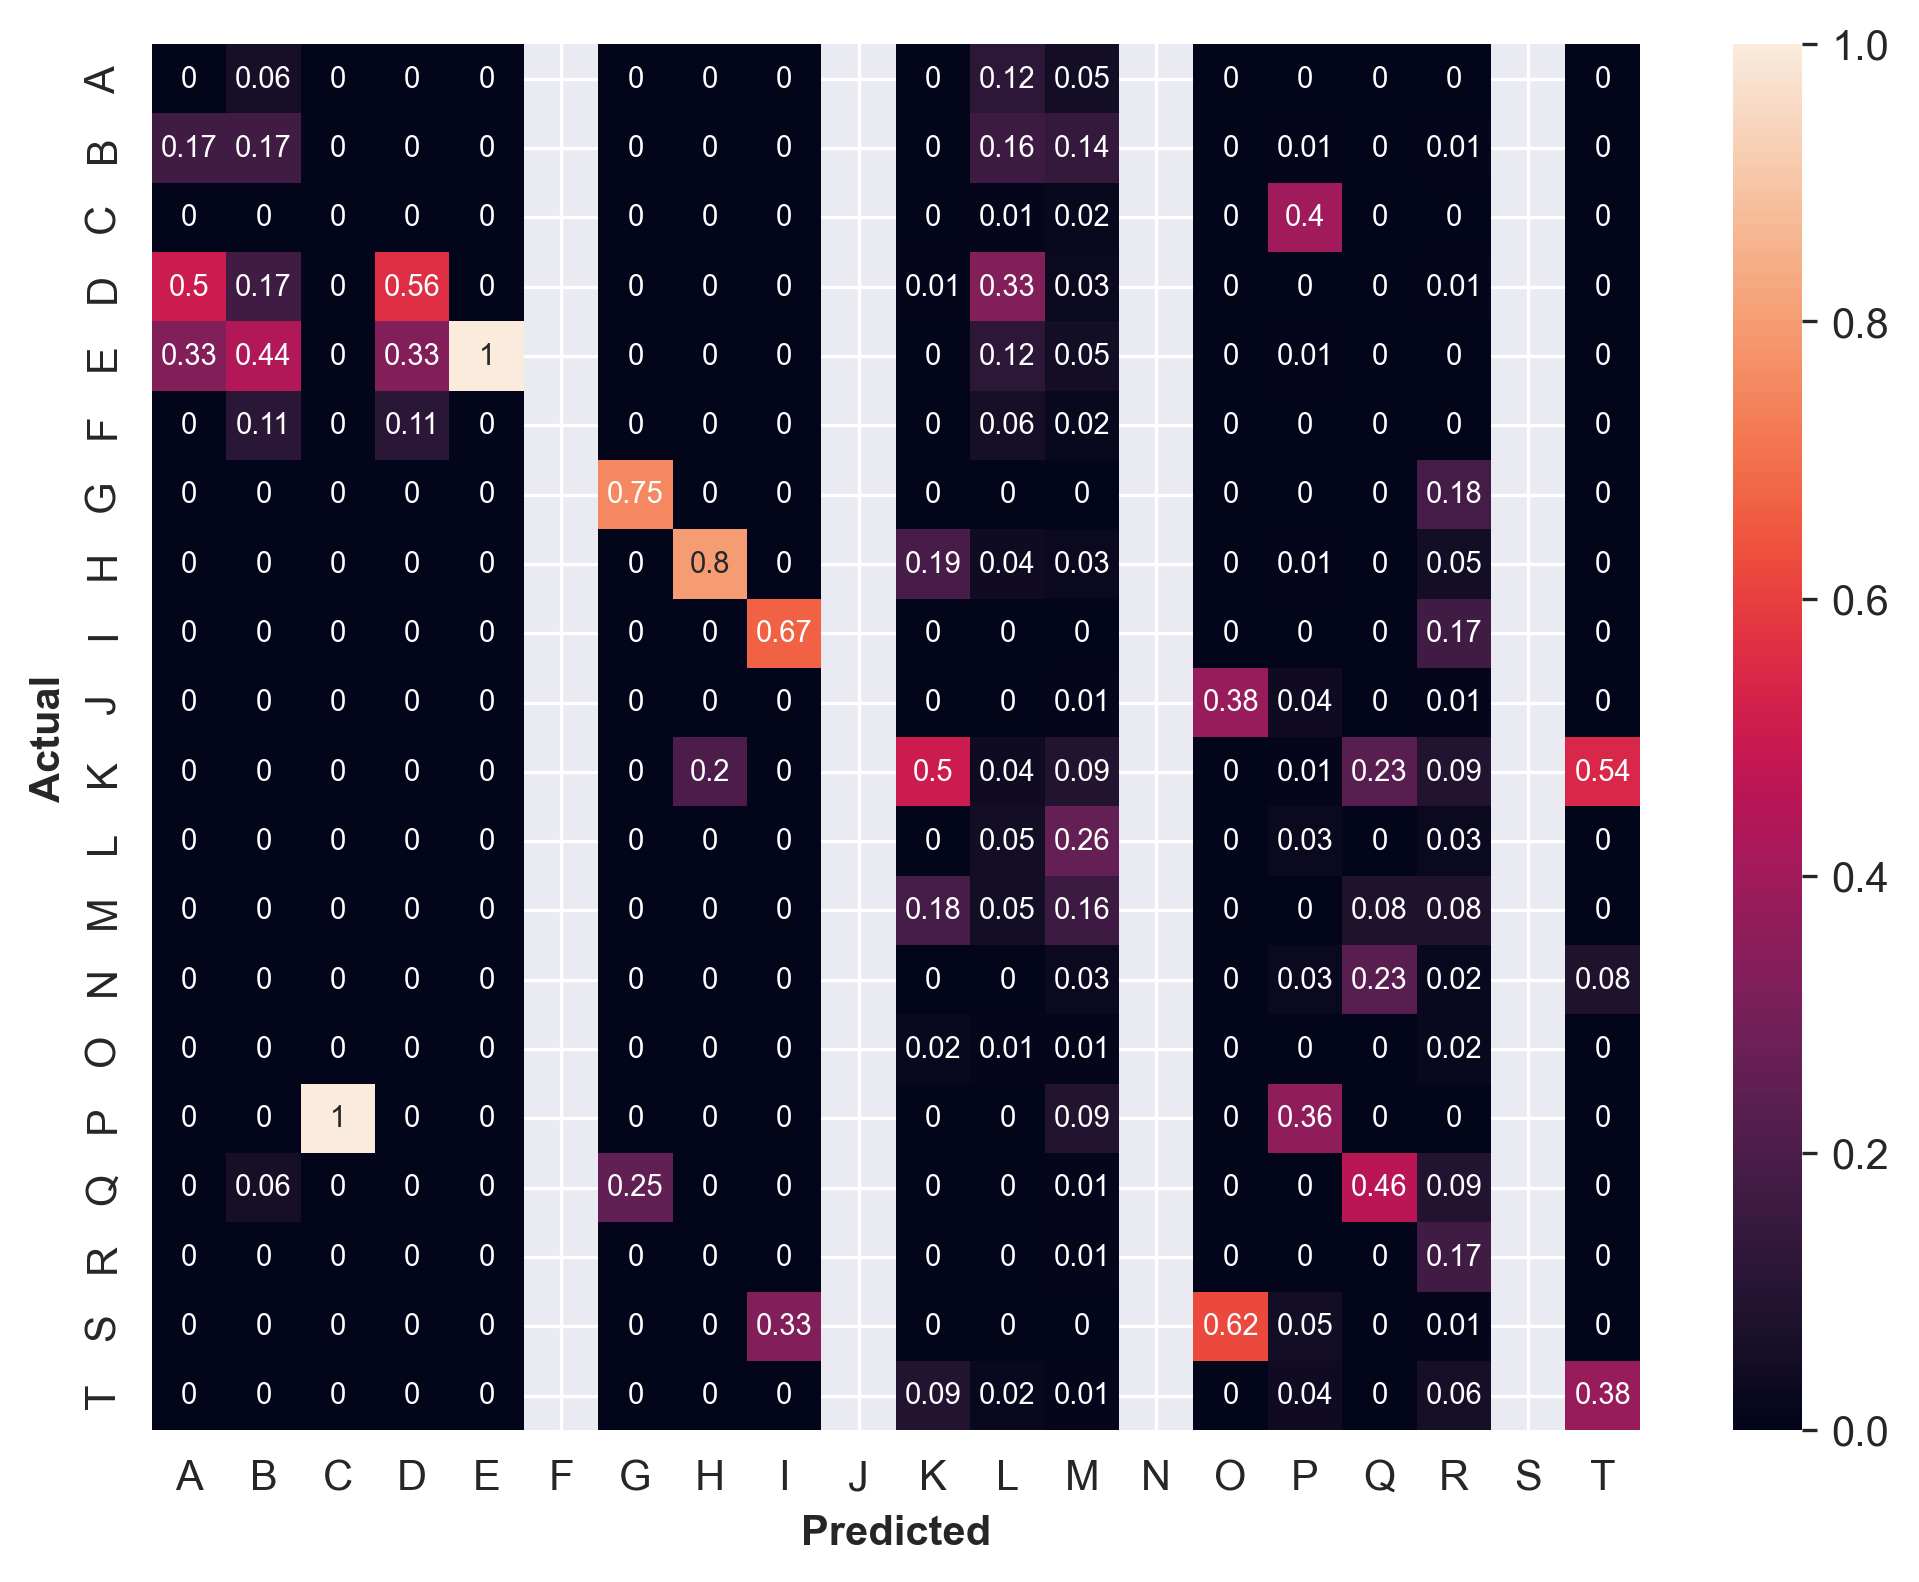 A 0 0.06 0 0 0 0 0 0 0 0.12 0.05 0 0 0 0 0
B 0.17 0.17 0 0 0 0 0 0 0 0.16 0.14 0 0.01 0 0.01 0
C 0 0 0 0 0 0 0 0 0 0.01 0.02 0 0.4 0 0 0
D 0.5 0.17 0 0.56 0 0 0 0 0.01 0.33 0.03 0 0 0 0.01 0
E 0.33 0.44 0 0.33 1 0 0 0 0 0.12 0.05 0 0.01 0 0 0
F 0 0.11 0 0.11 0 0 0 0 0 0.06 0.02 0 0 0 0 0
G 0 0 0 0 0 0.75 0 0 0 0 0 0 0 0 0.18 0
H 0 0 0 0 0 0 0.8 0 0.19 0.04 0.03 0 0.01 0 0.05 0
I 0 0 0 0 0 0 0 0.67 0 0 0 0 0 0 0.17 0
J 0 0 0 0 0 0 0 0 0 0 0.01 0.38 0.04 0 0.01 0
K 0 0 0 0 0 0 0.2 0 0.5 0.04 0.09 0 0.01 0.23 0.09 0.54
L 0 0 0 0 0 0 0 0 0 0.05 0.26 0 0.03 0 0.03 0
M 0 0 0 0 0 0 0 0 0.18 0.05 0.16 0 0 0.08 0.08 0
N 0 0 0 0 0 0 0 0 0 0 0.03 0 0.03 0.23 0.02 0.08
O 0 0 0 0 0 0 0 0 0.02 0.01 0.01 0 0 0 0.02 0
P 0 0 1 0 0 0 0 0 0 0 0.09 0 0.36 0 0 0
Q 0 0.06 0 0 0 0.25 0 0 0 0 0.01 0 0 0.46 0.09 0
R 0 0 0 0 0 0 0 0 0 0 0.01 0 0 0 0.17 0
S 0 0 0 0 0 0 0 0.33 0 0 0 0.62 0.05 0 0.01 0
T 0 0 0 0 0 0 0 0 0.09 0.02 0.01 0 0.04 0 0.06 0.38
A B C D E F G H I J K L M N O P Q R S T
Predicted
Actual
1.0
0.8
0.6
0.4
0.2
0.0